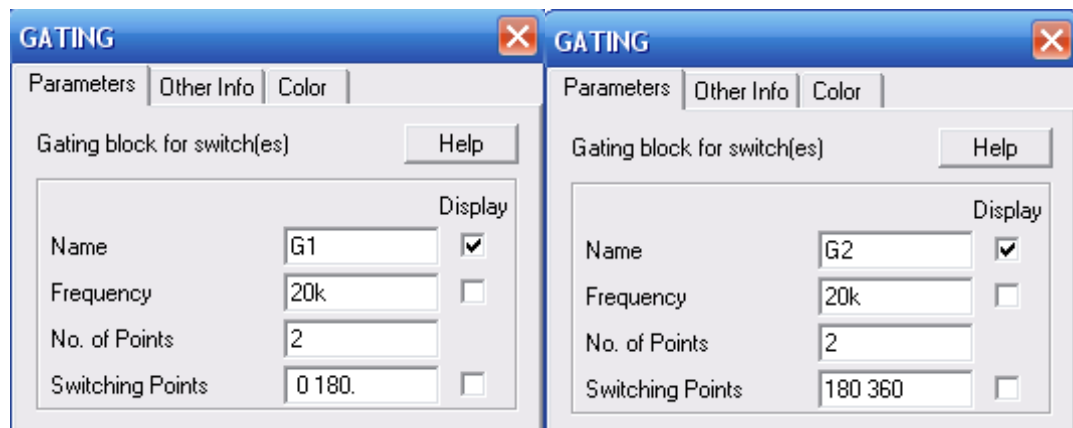 GATING
Parameters Other Info Color
Gating block for switch(es) Help
Display
Name G1
Frequency 20k
No. of Points 2
Switching Points 0 180.
GATING
Parameters Other Info Color
Gating block for switch(es) Help
Display
Name G2
Frequency 20k
No. of Points 2
Switching Points 180 360